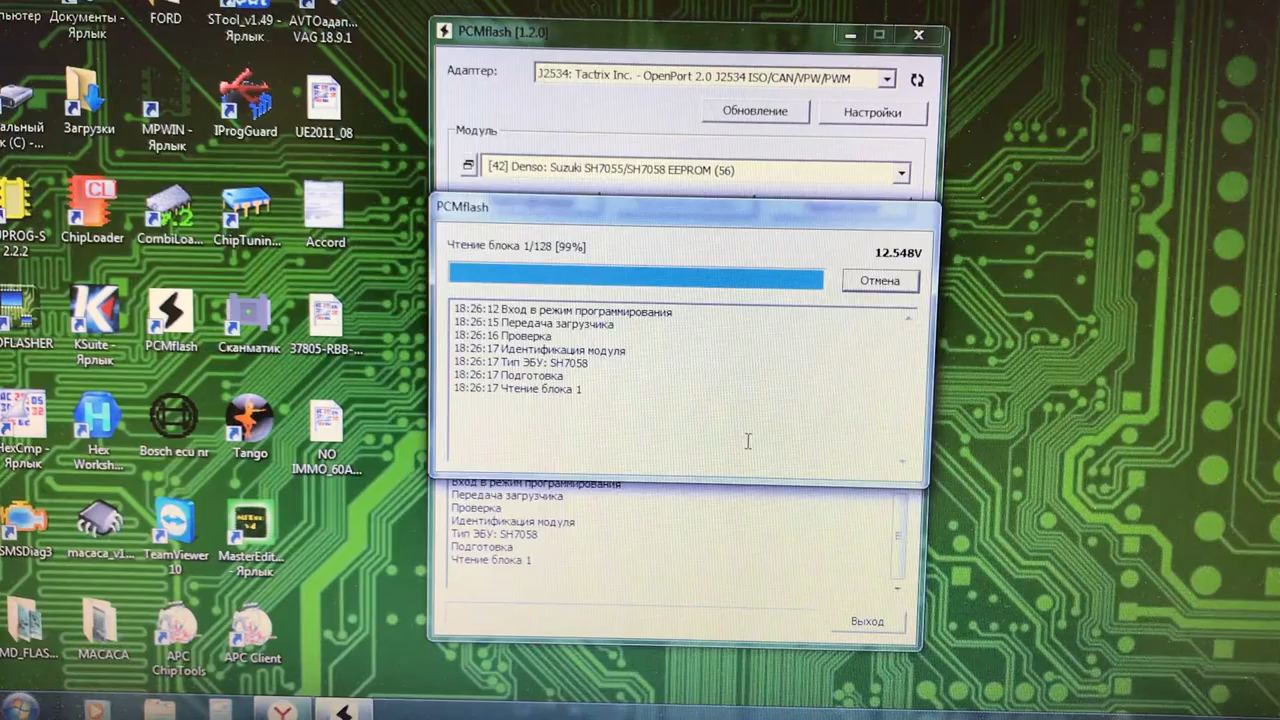 Документы -
Ярлык
FORD
STool_v1.49 -
Ярлык
AVTOадап...
VAG 18.9.1
Загрузки
MPWIN -
Ярлык
IProgGuard
UE2011_08
(C) -...
ChipLoader
CombiLoa...
ChipTunin...
Accord
2.2.2
KSuite -
Ярлык
PCMflash
Сканматик
37805-RBB-...
HexCmp -
Ярлык
Hex
Worksh...
Bosch ecu nr
Tango
NO
IMMO_60A...
SMSDiag3
macaca_v1...
TeamViewer
10
MasterEdit...
- Ярлык
MD_FLAS...
MACACA
APC
ChipTools
APC Client
PCMflash [1.2.0]
Адаптер:
J2534: Tactrix Inc. - OpenPort 2.0 J2534 ISO/CAN/VPW/PWM
Обновление
Настройки
Модуль
[42] Denso: Suzuki SH7055/SH7058 EEPROM (56)
PCMflash
Чтение блока 1/128 [99%]
12.548V
Отмена
18:26:12 Вход в режим программирования
18:26:15 Передача загрузчика
18:26:16 Проверка
18:26:17 Идентификация модуля
18:26:17 Тип ЭБУ: SH7058
18:26:17 Подготовка
18:26:17 Чтение блока 1
Вход в режим программирования
Передача загрузчика
Проверка
Идентификация модуля
Тип ЭБУ: SH7058
Подготовка
Чтение блока 1
Выход